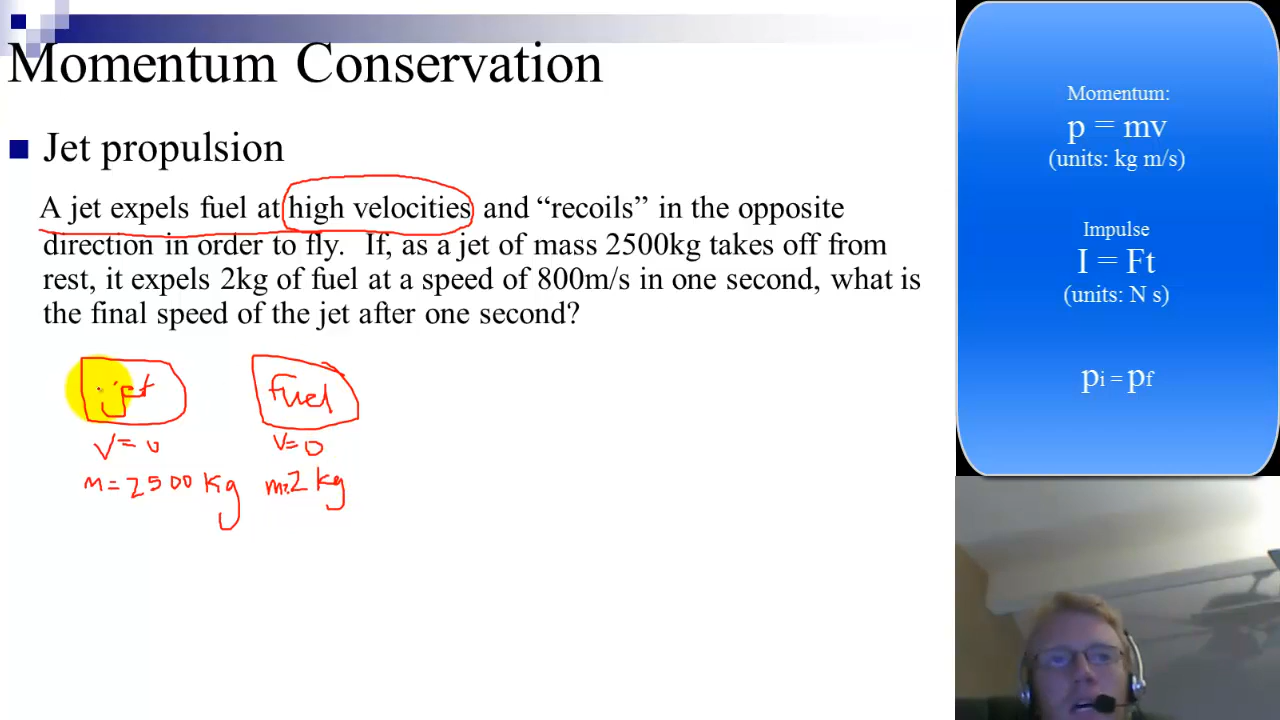 Momentum Conservation
Jet propulsion
A jet expels fuel at high velocities and “recoils” in the opposite
direction in order to fly. If, as a jet of mass 2500kg takes off from
rest, it expels 2kg of fuel at a speed of 800m/s in one second, what is
the final speed of the jet after one second?
jet fuel
v=0 v=0
m=2500 kg m=2 kg
Momentum:
p = mv
(units: kg m/s)
Impulse
I = Ft
(units: N s)
pi = pf